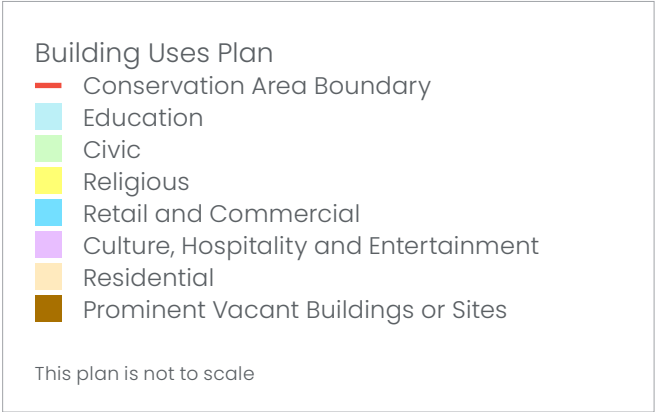 Building Uses Plan
Conservation Area Boundary
Education
Civic
Religious
Retail and Commercial
Culture, Hospitality and Entertainment
Residential
Prominent Vacant Buildings or Sites
This plan is not to scale